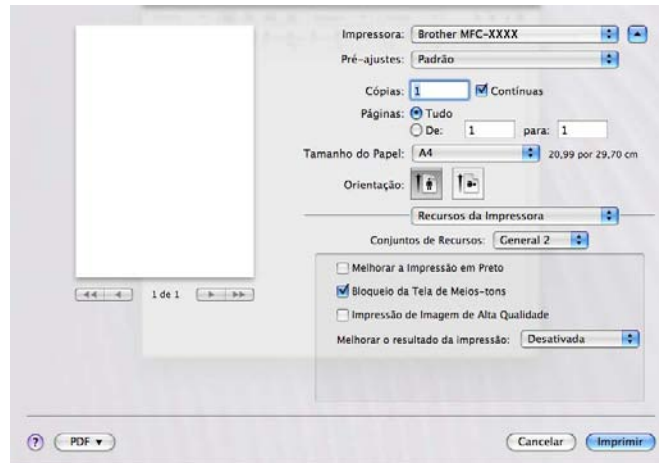 Impressora: Brother MFC-XXXX
Pré-ajustes: Padrão
Cópias: 1 Contínuas
Páginas: Tudo
De: 1 para: 1
Tamanho do Papel: A4 20,99 por 29,70 cm
Orientação:
Recursos da Impressora
Conjuntos de Recursos: General 2
Melhorar a Impressão em Preto
Bloqueio da Tela de Meios-tons
1 de 1
Impressão de Imagem de Alta Qualidade
Melhorar o resultado da impressão: Desativada
? PDF Cancelar Imprimir